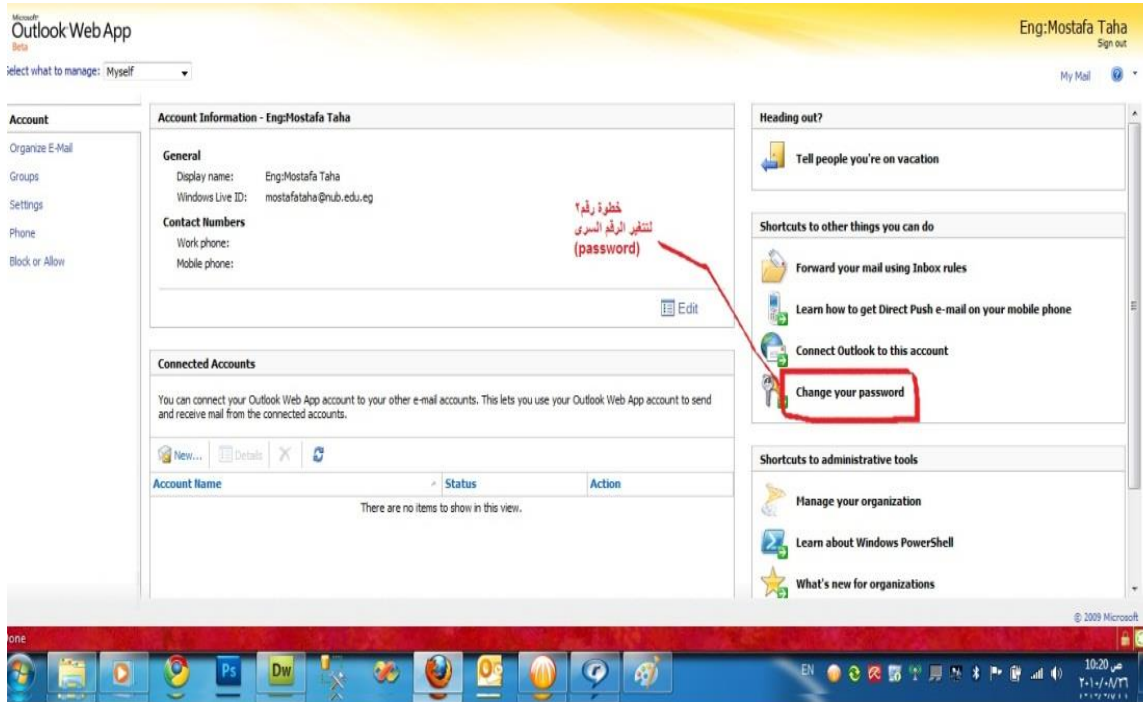 Microsoft
Outlook Web App
Beta
Eng:Mostafa Taha
Sign out
Select what to manage: Myself
My Mail
Account
Organize E-Mail
Groups
Settings
Phone
Block or Allow
Account Information - Eng:Mostafa Taha
General
Display name: Eng:Mostafa Taha
Windows Live ID: mostafataha@nub.edu.eg
Contact Numbers
Work phone:
Mobile phone:
Edit
خطوة رقم٢
لتتغير الرقم السرى
(password)
Connected Accounts
You can connect your Outlook Web App account to your other e-mail accounts. This lets you use your Outlook Web App account to send
and receive mail from the connected accounts.
New... Details
Account Name Status Action
There are no items to show in this view.
Heading out?
Tell people you're on vacation
Shortcuts to other things you can do
Forward your mail using Inbox rules
Learn how to get Direct Push e-mail on your mobile phone
Connect Outlook to this account
Change your password
Shortcuts to administrative tools
Manage your organization
Learn about Windows PowerShell
What's new for organizations
© 2009 Microsoft
Done
Ps
Dw
EN
10:20 ص
٢٠١٠/٠٨/٢٦